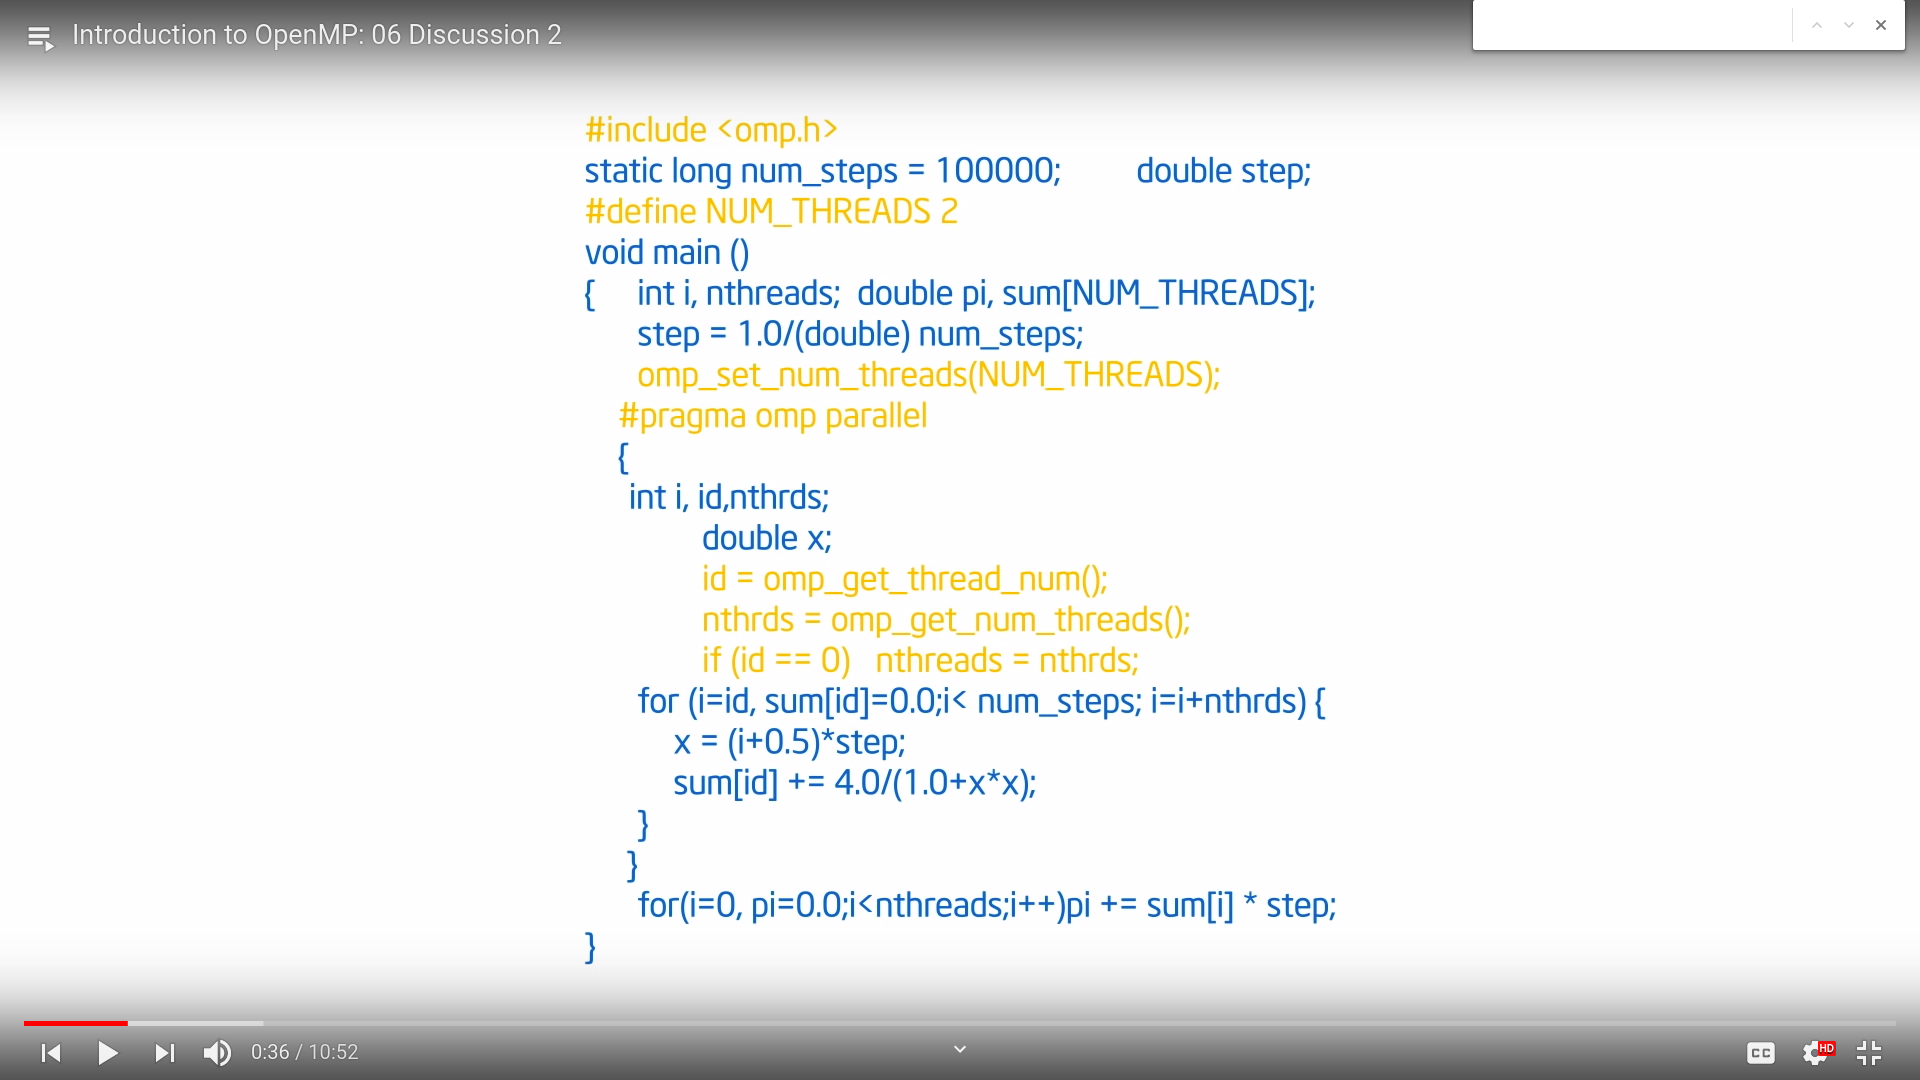 Introduction to OpenMP: 06 Discussion 2
#include <omp.h>
static long num_steps = 100000; double step;
#define NUM_THREADS 2
void main ()
{ int i, nthreads; double pi, sum[NUM_THREADS];
step = 1.0/(double) num_steps;
omp_set_num_threads(NUM_THREADS);
#pragma omp parallel
{
int i, id,nthrds;
double x;
id = omp_get_thread_num();
nthrds = omp_get_num_threads();
if (id == 0) nthreads = nthrds;
for (i=id, sum[id]=0.0;i< num_steps; i=i+nthrds) {
x = (i+0.5)*step;
sum[id] += 4.0/(1.0+x*x);
}
}
for(i=0, pi=0.0;i<nthreads;i++)pi += sum[i] * step;
}
0:36 / 10:52
CC
HD